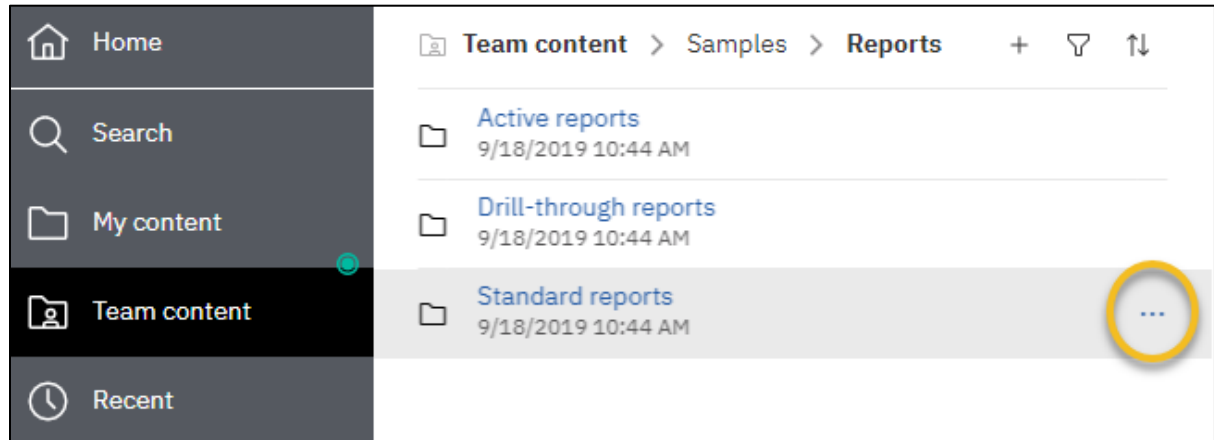 Home
Search
My content
Team content
Recent
Team content > Samples > Reports
Active reports
9/18/2019 10:44 AM
Drill-through reports
9/18/2019 10:44 AM
Standard reports
9/18/2019 10:44 AM